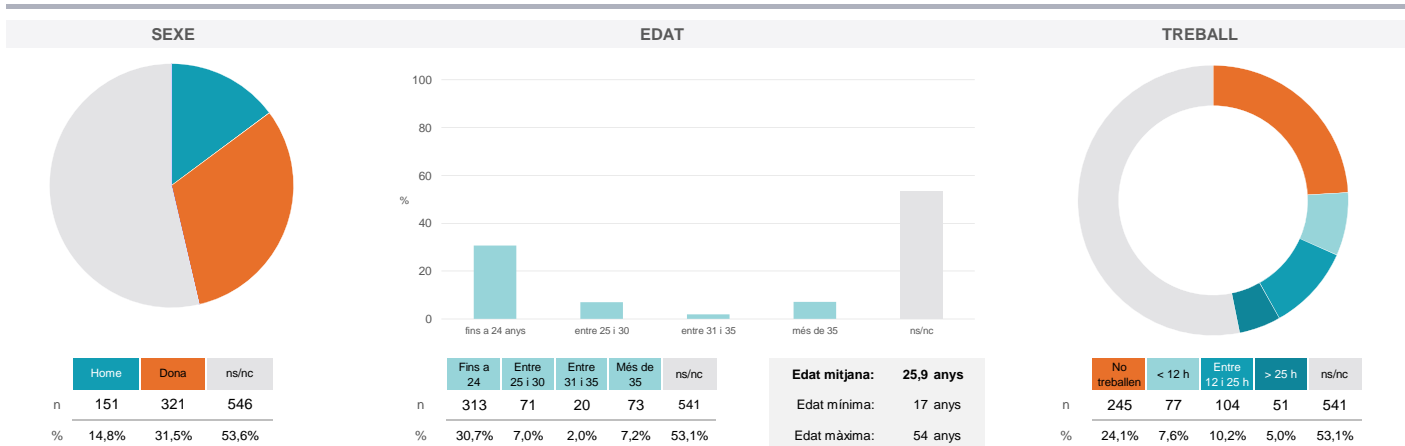 SEXE
EDAT
TREBALL
100
80
60
%
40
20
0
fins a 24 anys
entre 25 i 30
entre 31 i 35
més de 35
ns/nc
Home Dona ns/nc
n 151 321 546
% 14,8% 31,5% 53,6%
Fins a 24 Entre 25 i 30 Entre 31 i 35 Més de 35 ns/nc
n 313 71 20 73 541
% 30,7% 7,0% 2,0% 7,2% 53,1%
Edat mitjana: 25,9 anys
Edat mínima: 17 anys
Edat màxima: 54 anys
No treballen < 12 h Entre 12 i 25 h > 25 h ns/nc
n 245 77 104 51 541
% 24,1% 7,6% 10,2% 5,0% 53,1%